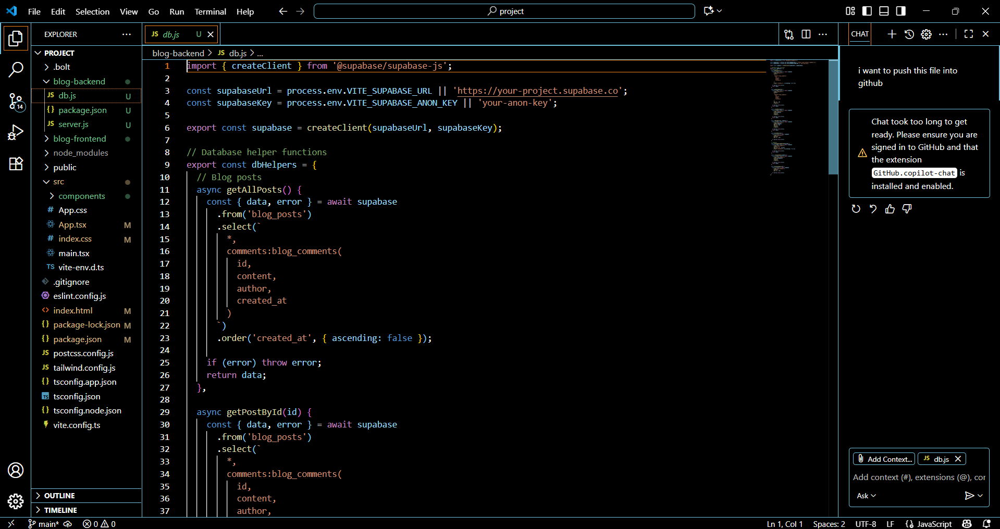 File Edit Selection View Go Run Terminal Help
project
EXPLORER
PROJECT
.bolt
blog-backend
JS db.js U
{} package.json U
JS server.js U
blog-frontend
node_modules
public
src
components
# App.css
App.tsx M
# index.css M
main.tsx
TS vite-env.d.ts
.gitignore
eslint.config.js
<> index.html M
{} package-lock.json M
{} package.json M
JS postcss.config.js
JS tailwind.config.js
{} tsconfig.app.json
TS tsconfig.json
{} tsconfig.node.json
vite.config.ts
OUTLINE
TIMELINE
14
JS db.js U
blog-backend > JS db.js > ...
1 import { createClient } from '@supabase/supabase-js';
2
3 const supabaseUrl = process.env.VITE_SUPABASE_URL || 'https://your-project.supabase.co';
4 const supabaseKey = process.env.VITE_SUPABASE_ANON_KEY || 'your-anon-key';
5
6 export const supabase = createClient(supabaseUrl, supabaseKey);
7
8 // Database helper functions
9 export const dbHelpers = {
10 // Blog posts
11 async getAllPosts() {
12 const { data, error } = await supabase
13 .from('blog_posts')
14 .select(`
15 *,
16 comments:blog_comments(
17 id,
18 content,
19 author,
20 created_at
21 )
22 `)
23 .order('created_at', { ascending: false });
24
25 if (error) throw error;
26 return data;
27 },
28
29 async getPostById(id) {
30 const { data, error } = await supabase
31 .from('blog_posts')
32 .select(`
33 *,
34 comments:blog_comments(
35 id,
36 content,
37 author,
CHAT
i want to push this file into
github
Chat took too long to get
ready. Please ensure you are
signed in to GitHub and that
the extension
GitHub.copilot-chat is
installed and enabled.
Add Context...
JS db.js
Add context (#), extensions (@), cor
Ask
main*
0 0
Ln 1, Col 1 Spaces: 2 UTF-8 LF {} JavaScript